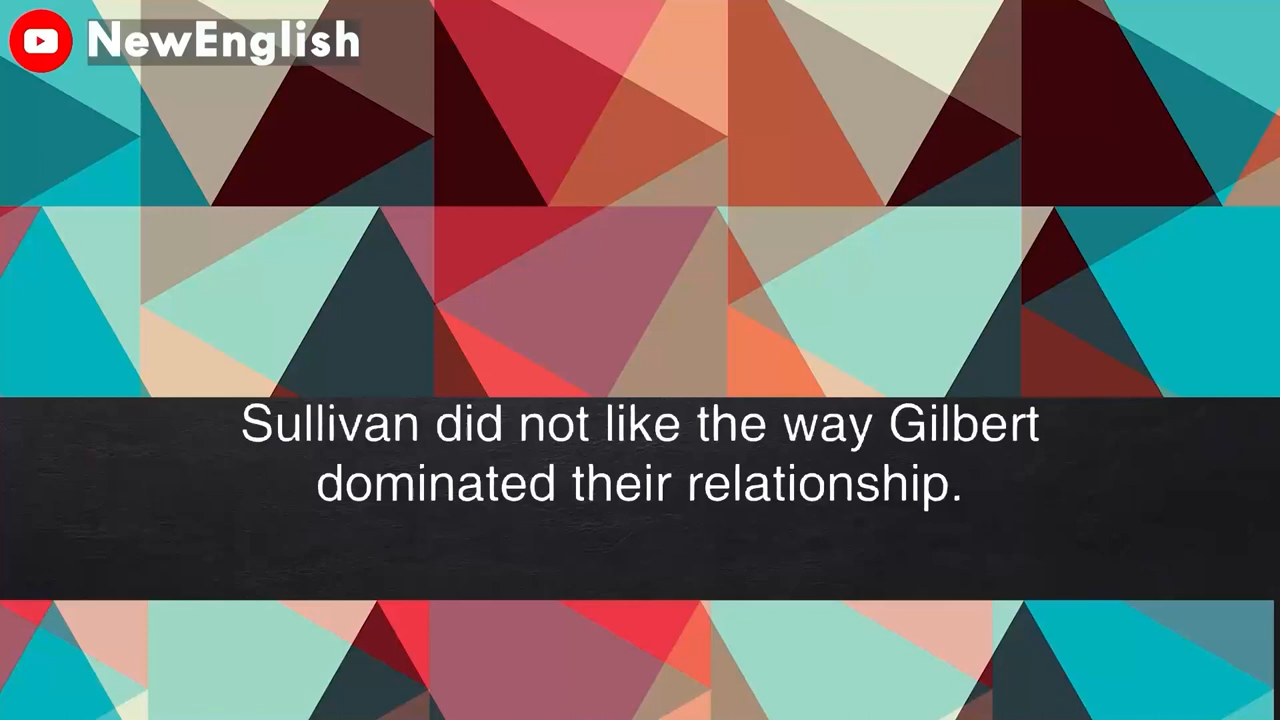 NewEnglish
Sullivan did not like the way Gilbert
dominated their relationship.